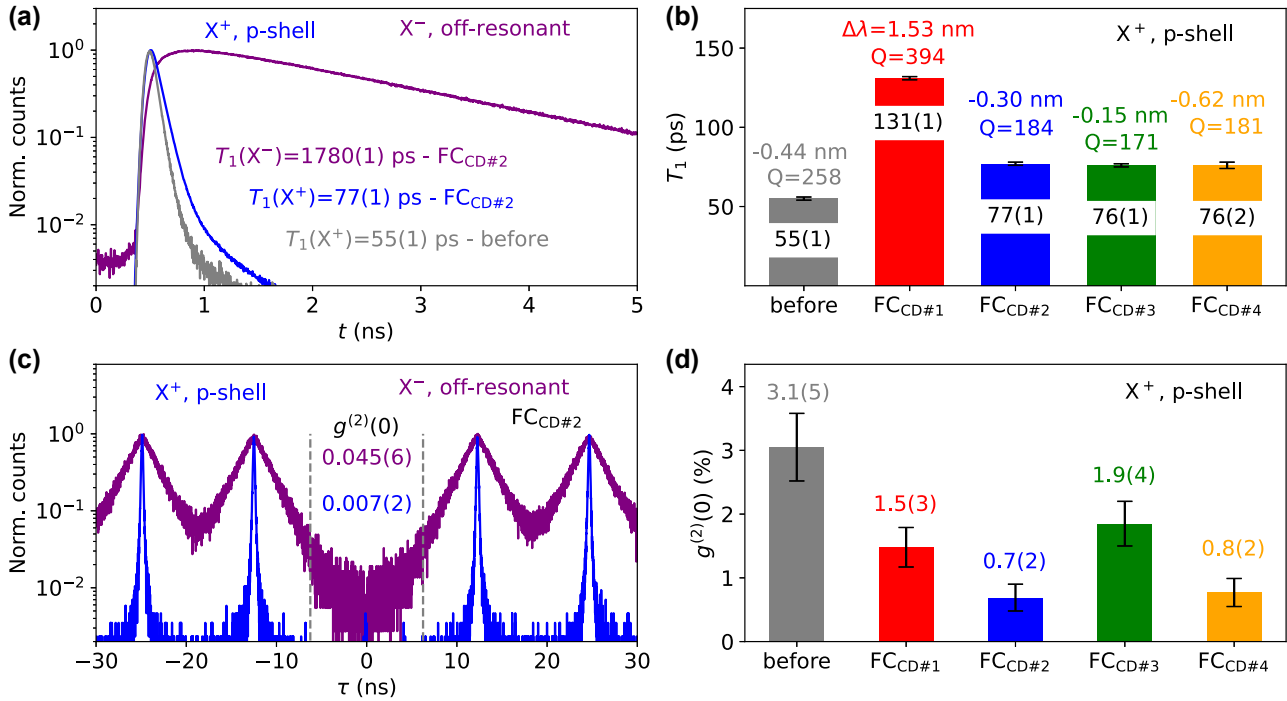 (a)
X⁺, p-shell
X⁻, off-resonant
Norm. counts
10⁰
10⁻¹
10⁻²
T₁(X⁻)=1780(1) ps - FC_CD#2
T₁(X⁺)=77(1) ps - FC_CD#2
T₁(X⁺)=55(1) ps - before
0 1 2 3 4 5
t (ns)
(b)
X⁺, p-shell
T₁ (ps)
150
100
50
-0.44 nm
Q=258
55(1)
Δλ=1.53 nm
Q=394
131(1)
-0.30 nm
Q=184
77(1)
-0.15 nm
Q=171
76(1)
-0.62 nm
Q=181
76(2)
before FC_CD#1 FC_CD#2 FC_CD#3 FC_CD#4
(c)
X⁺, p-shell
X⁻, off-resonant
g⁽²⁾(0)
FC_CD#2
0.045(6)
0.007(2)
Norm. counts
10⁰
10⁻¹
10⁻²
−30 −20 −10 0 10 20 30
τ (ns)
(d)
X⁺, p-shell
g⁽²⁾(0) (%)
4
3
2
1
0
3.1(5)
1.5(3)
0.7(2)
1.9(4)
0.8(2)
before FC_CD#1 FC_CD#2 FC_CD#3 FC_CD#4